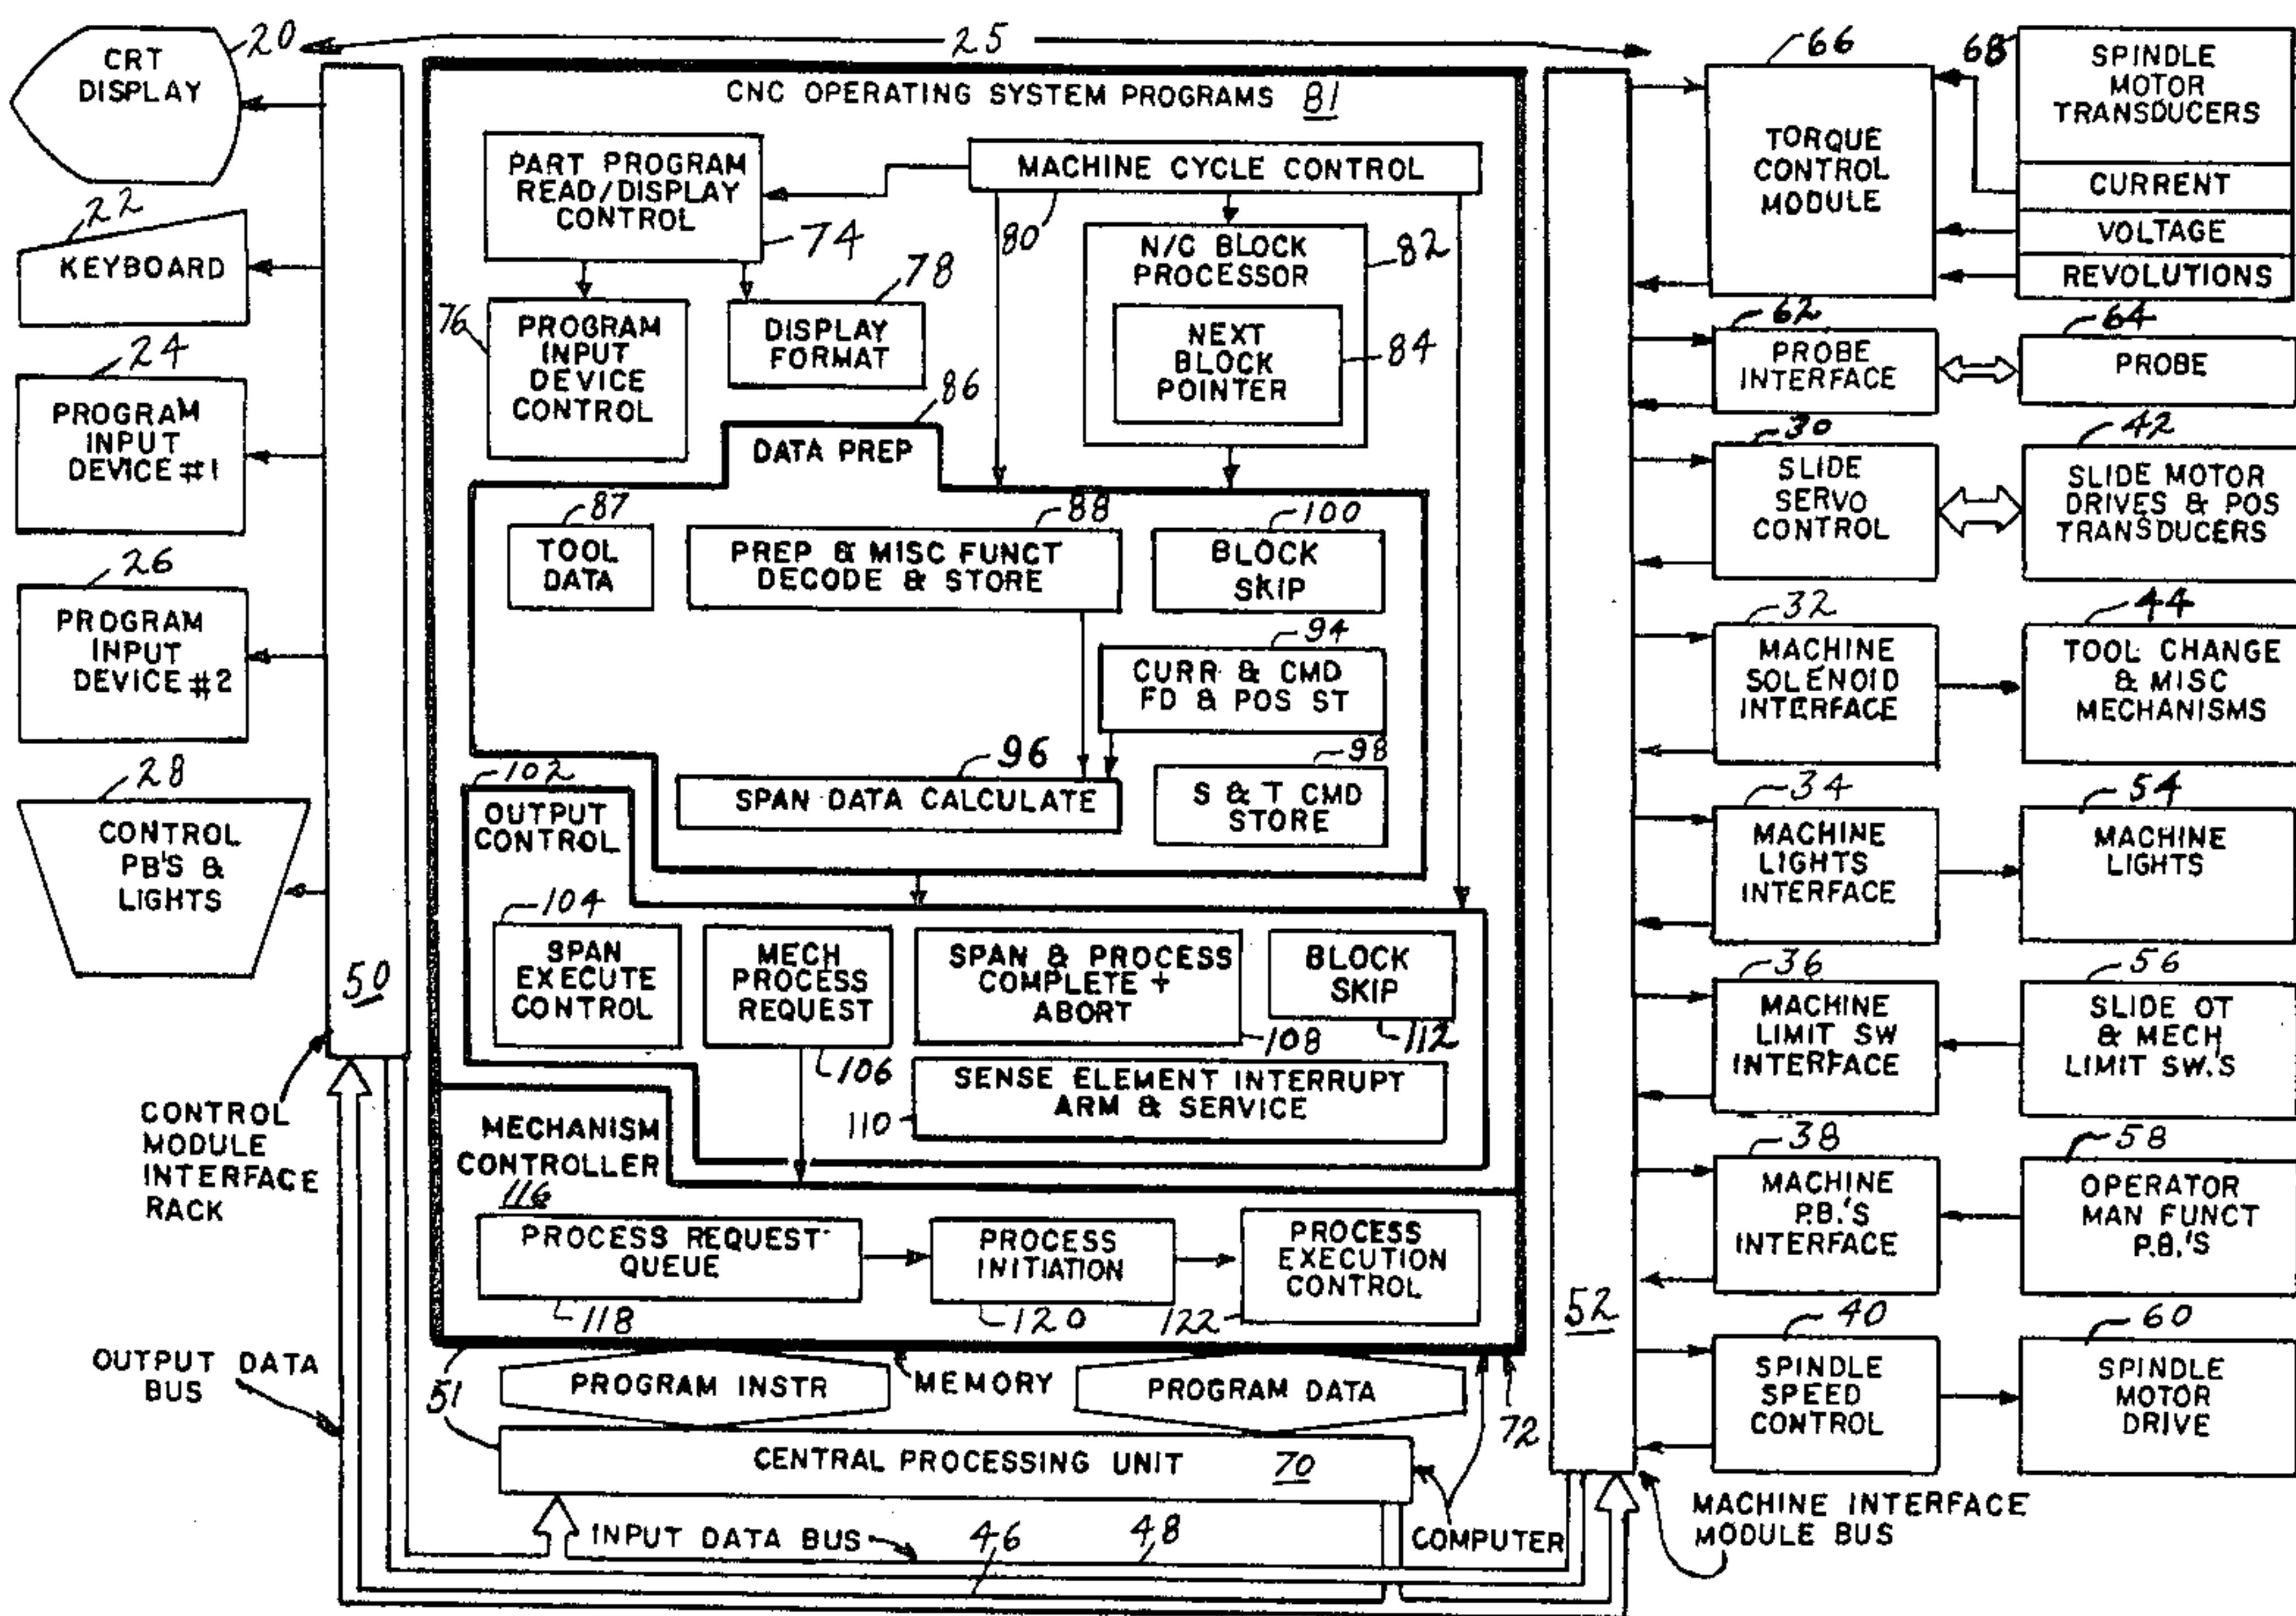 CRT
DISPLAY
20
25
CNC OPERATING SYSTEM PROGRAMS 81
66
68
SPINDLE
MOTOR
TRANSDUCERS
CURRENT
VOLTAGE
REVOLUTIONS
TORQUE
CONTROL
MODULE
PART PROGRAM
READ/DISPLAY
CONTROL
74
MACHINE CYCLE CONTROL
80
22
KEYBOARD
N/C BLOCK
PROCESSOR
82
NEXT
BLOCK
POINTER
84
76
PROGRAM
INPUT
DEVICE
CONTROL
78
DISPLAY
FORMAT
62
PROBE
INTERFACE
64
PROBE
24
PROGRAM
INPUT
DEVICE #1
86
DATA PREP
30
SLIDE
SERVO
CONTROL
42
SLIDE MOTOR
DRIVES & POS
TRANSDUCERS
87
TOOL
DATA
88
PREP & MISC FUNCT
DECODE & STORE
100
BLOCK
SKIP
26
PROGRAM
INPUT
DEVICE #2
94
CURR & CMD
FD & POS ST
32
MACHINE
SOLENOID
INTERFACE
44
TOOL CHANGE
& MISC
MECHANISMS
96
SPAN DATA CALCULATE
98
S & T CMD
STORE
28
CONTROL
PB'S &
LIGHTS
102
OUTPUT
CONTROL
34
MACHINE
LIGHTS
INTERFACE
54
MACHINE
LIGHTS
104
SPAN
EXECUTE
CONTROL
MECH
PROCESS
REQUEST
106
SPAN & PROCESS
COMPLETE +
ABORT
108
BLOCK
SKIP
112
50
36
MACHINE
LIMIT SW
INTERFACE
56
SLIDE OT
& MECH
LIMIT SW.'S
SENSE ELEMENT INTERRUPT
ARM & SERVICE
110
CONTROL
MODULE
INTERFACE
RACK
MECHANISM
CONTROLLER
116
38
MACHINE
P.B.'S
INTERFACE
58
OPERATOR
MAN FUNCT
P.B.'S
PROCESS REQUEST
QUEUE
118
PROCESS
INITIATION
120
PROCESS
EXECUTION
CONTROL
122
52
OUTPUT DATA
BUS
51
PROGRAM INSTR
MEMORY
PROGRAM DATA
72
40
SPINDLE
SPEED
CONTROL
60
SPINDLE
MOTOR
DRIVE
CENTRAL PROCESSING UNIT 70
INPUT DATA BUS
46
48
COMPUTER
MACHINE INTERFACE
MODULE BUS